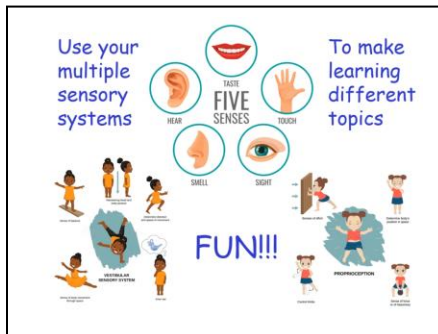 Use your
multiple
sensory
systems
To make
learning
different
topics
TASTE
HEAR
FIVE
SENSES
TOUCH
SMELL
SIGHT
FUN!!!
VESTIBULAR
SENSORY SYSTEM
PROPRIOCEPTION